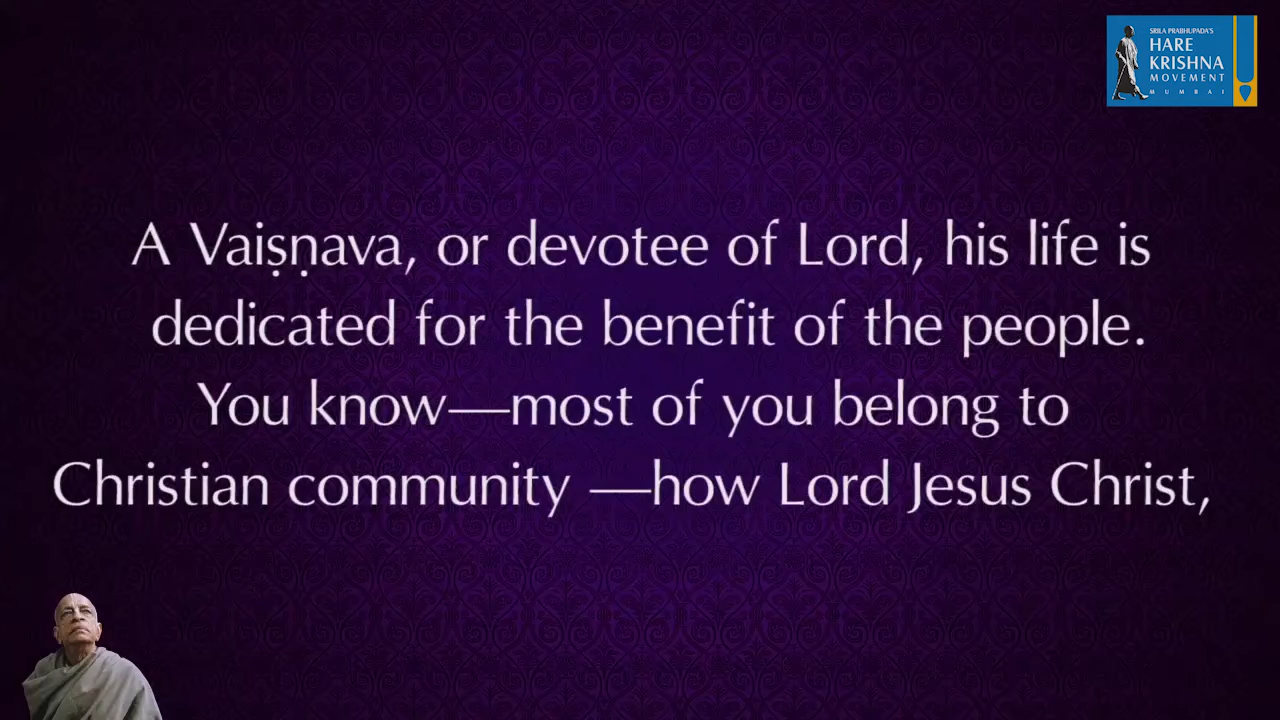 SRILA PRABHUPADA'S
HARE
KRISHNA
MOVEMENT
MUMBAI
A Vaiṣṇava, or devotee of Lord, his life is
dedicated for the benefit of the people.
You know—most of you belong to
Christian community —how Lord Jesus Christ,